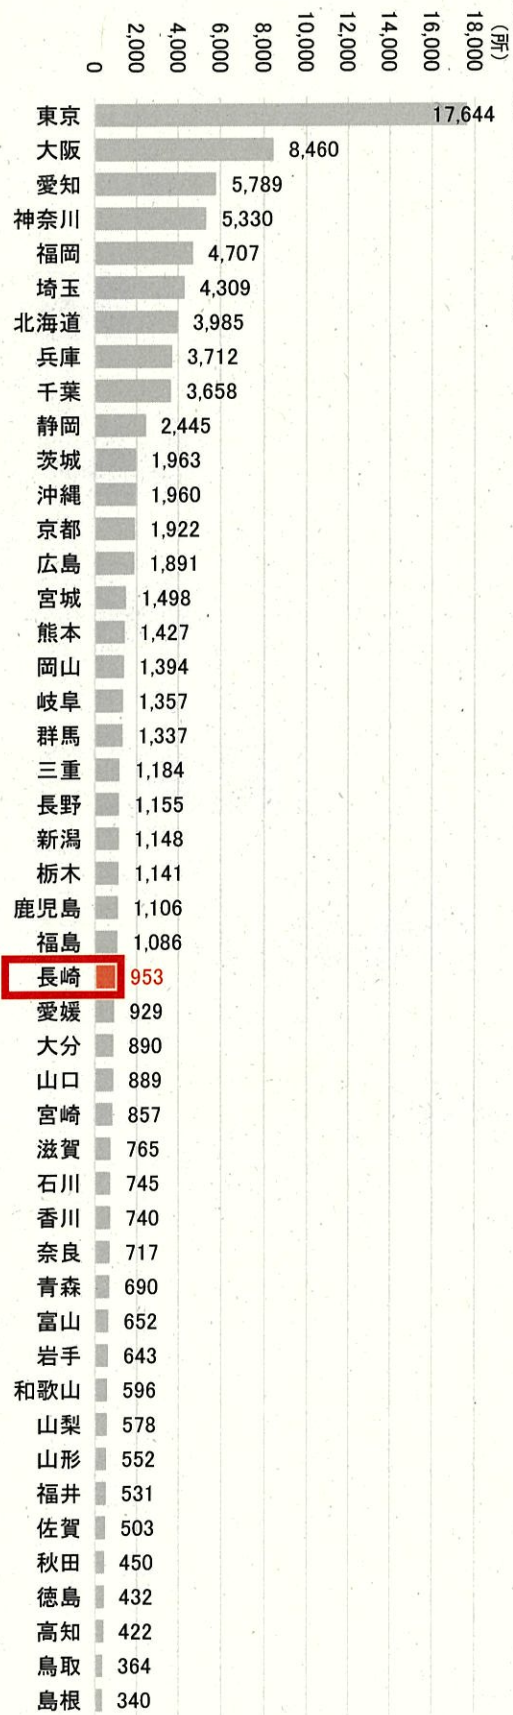 (所)
18,000
16,000
14,000
12,000
10,000
8,000
6,000
4,000
2,000
0
東京 17,644
大阪 8,460
愛知 5,789
神奈川 5,330
福岡 4,707
埼玉 4,309
北海道 3,985
兵庫 3,712
千葉 3,658
静岡 2,445
茨城 1,963
沖縄 1,960
京都 1,922
広島 1,891
宮城 1,498
熊本 1,427
岡山 1,394
岐阜 1,357
群馬 1,337
三重 1,184
長野 1,155
新潟 1,148
栃木 1,141
鹿児島 1,106
福島 1,086
長崎 953
愛媛 929
大分 890
山口 889
宮崎 857
滋賀 765
石川 745
香川 740
奈良 717
青森 690
富山 652
岩手 643
和歌山 596
山梨 578
山形 552
福井 531
佐賀 503
秋田 450
徳島 432
高知 422
鳥取 364
島根 340